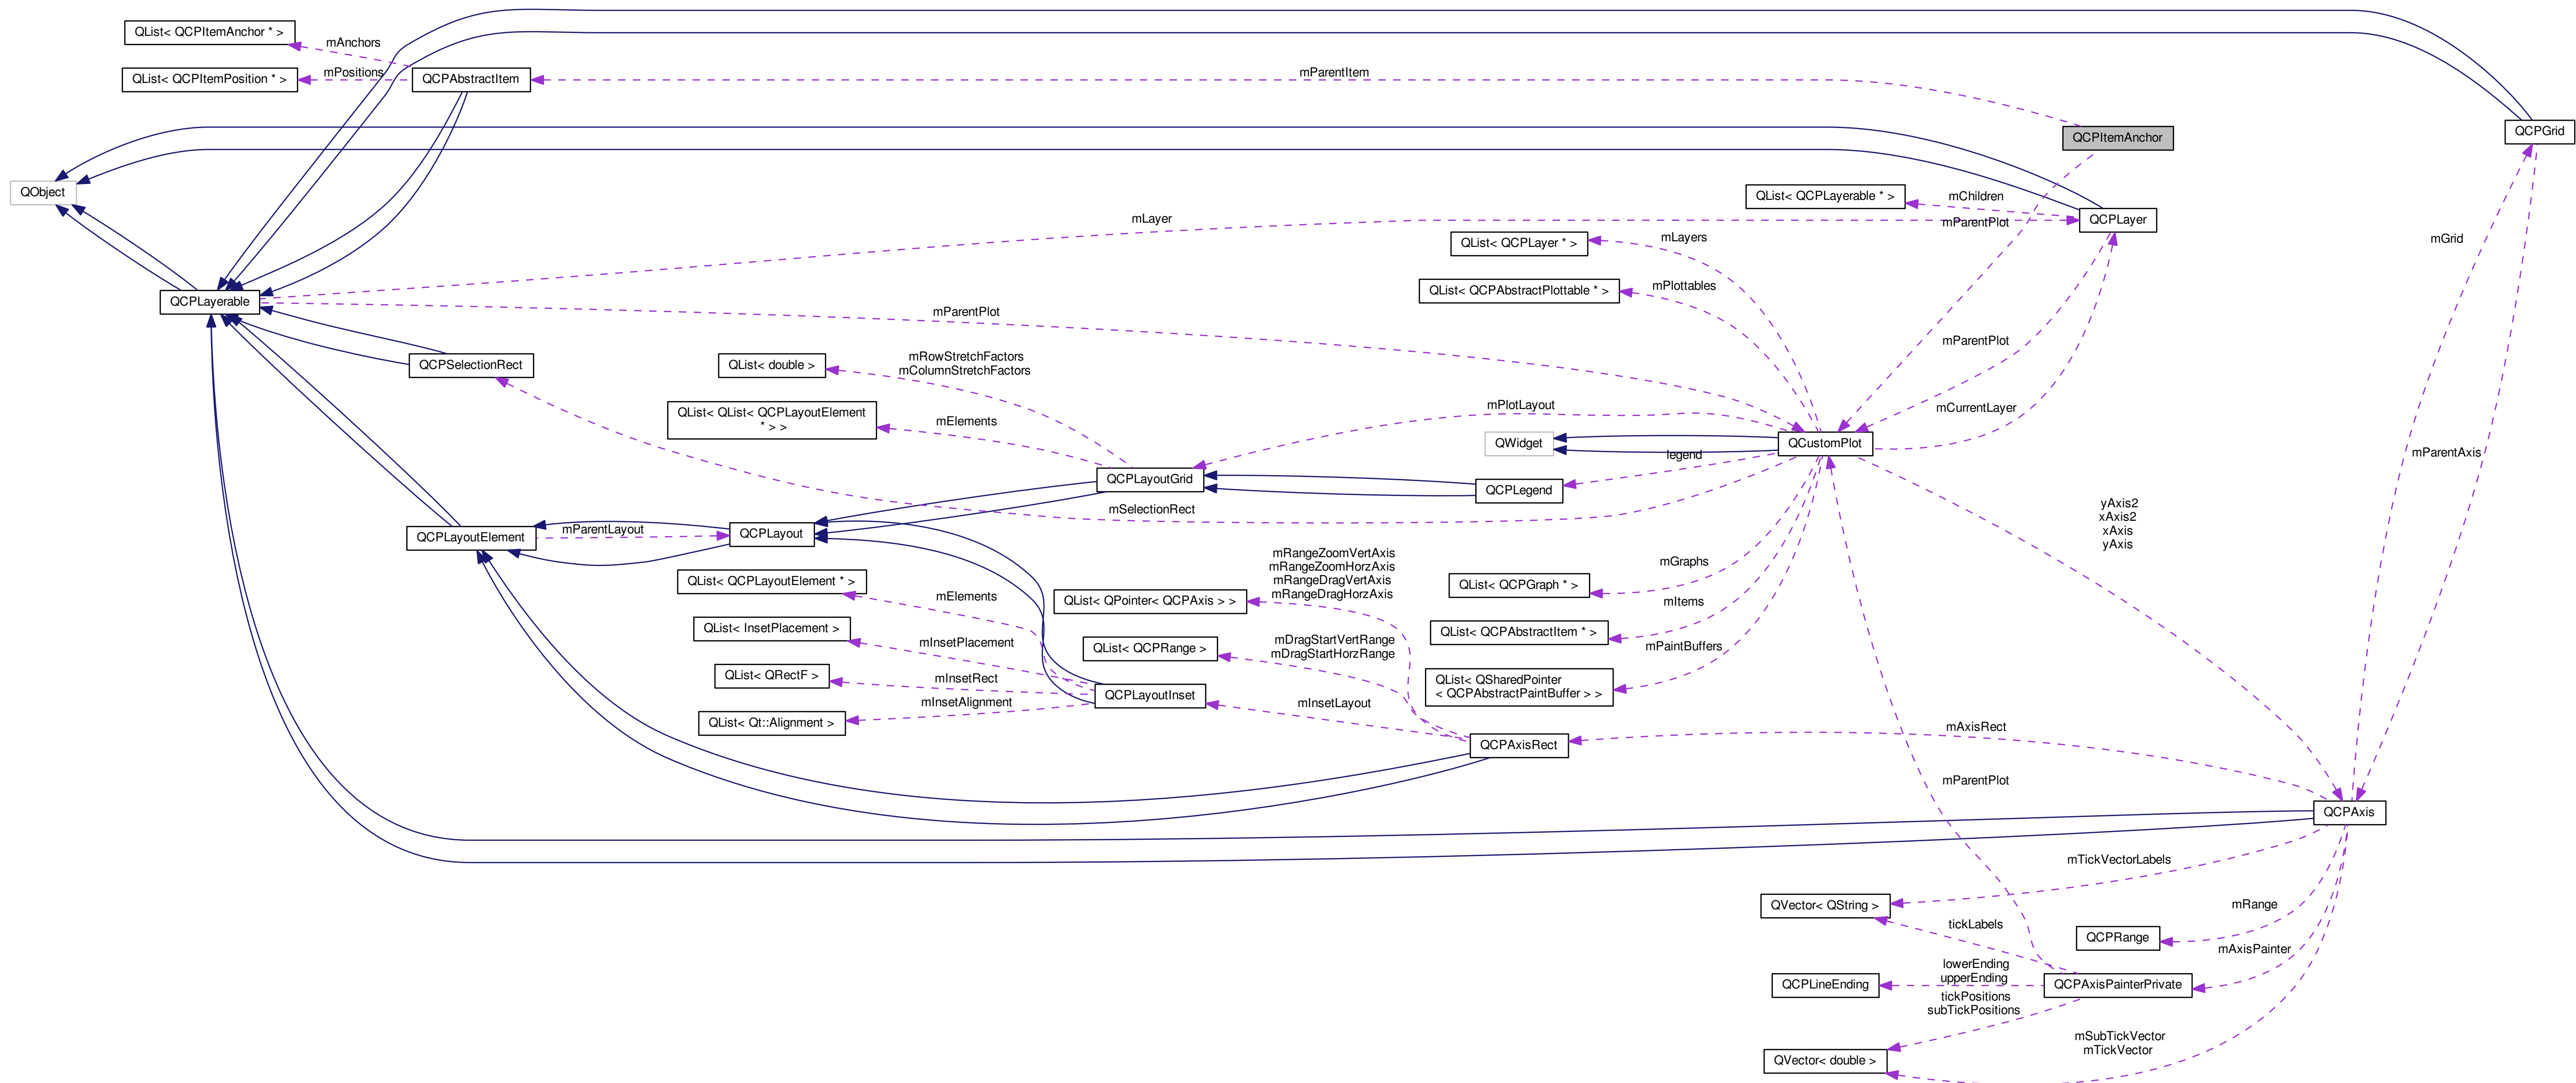 QList< QCPItemAnchor * >
mAnchors
QList< QCPItemPosition * >
mPositions
QCPAbstractItem
mParentItem
QCPItemAnchor
QCPGrid
QObject
QList< QCPLayerable * >
mChildren
mParentPlot
QCPLayer
mLayer
QList< QCPLayer * >
mLayers
mGrid
QCPLayerable
QList< QCPAbstractPlottable * >
mPlottables
mParentPlot
mParentPlot
QCPSelectionRect
QList< double >
mRowStretchFactors
mColumnStretchFactors
QList< QList< QCPLayoutElement
* > >
mElements
mPlotLayout
mCurrentLayer
QWidget
QCustomPlot
legend
mParentAxis
QCPLayoutGrid
QCPLegend
mSelectionRect
QCPLayoutElement
mParentLayout
QCPLayout
yAxis2
xAxis2
xAxis
yAxis
QList< QCPLayoutElement * >
mElements
mRangeZoomVertAxis
mRangeZoomHorzAxis
mRangeDragVertAxis
mRangeDragHorzAxis
QList< QPointer< QCPAxis > >
QList< QCPGraph * >
mGraphs
QList< InsetPlacement >
mInsetPlacement
QList< QCPRange >
mDragStartVertRange
mDragStartHorzRange
QList< QCPAbstractItem * >
mItems
mPaintBuffers
QList< QRectF >
mInsetRect
QList< QSharedPointer
< QCPAbstractPaintBuffer > >
QList< Qt::Alignment >
mInsetAlignment
QCPLayoutInset
mInsetLayout
QCPAxisRect
mAxisRect
mParentPlot
QCPAxis
mTickVectorLabels
QVector< QString >
tickLabels
mRange
QCPRange
mAxisPainter
QCPLineEnding
lowerEnding
upperEnding
QCPAxisPainterPrivate
tickPositions
subTickPositions
QVector< double >
mSubTickVector
mTickVector